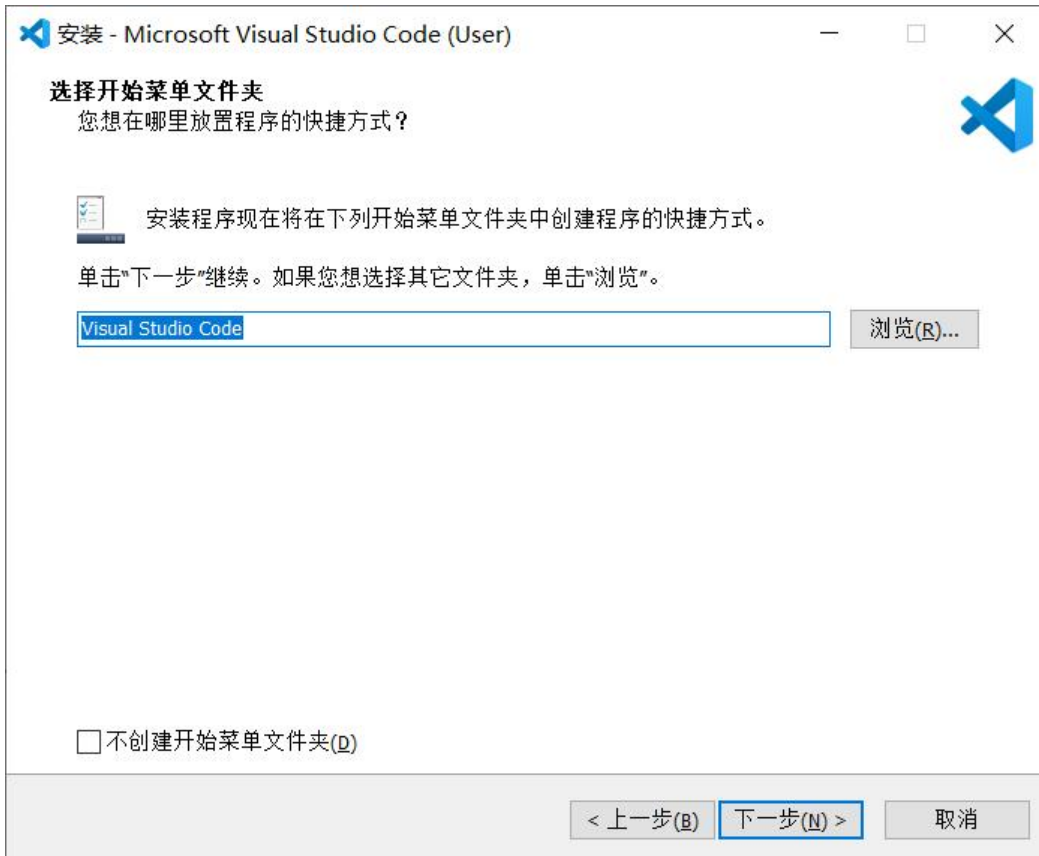 安装 - Microsoft Visual Studio Code (User)
选择开始菜单文件夹
您想在哪里放置程序的快捷方式？
安装程序现在将在下列开始菜单文件夹中创建程序的快捷方式。
单击“下一步”继续。如果您想选择其它文件夹，单击“浏览”。
Visual Studio Code
浏览(R)...
不创建开始菜单文件夹(D)
< 上一步(B) 下一步(N) > 取消